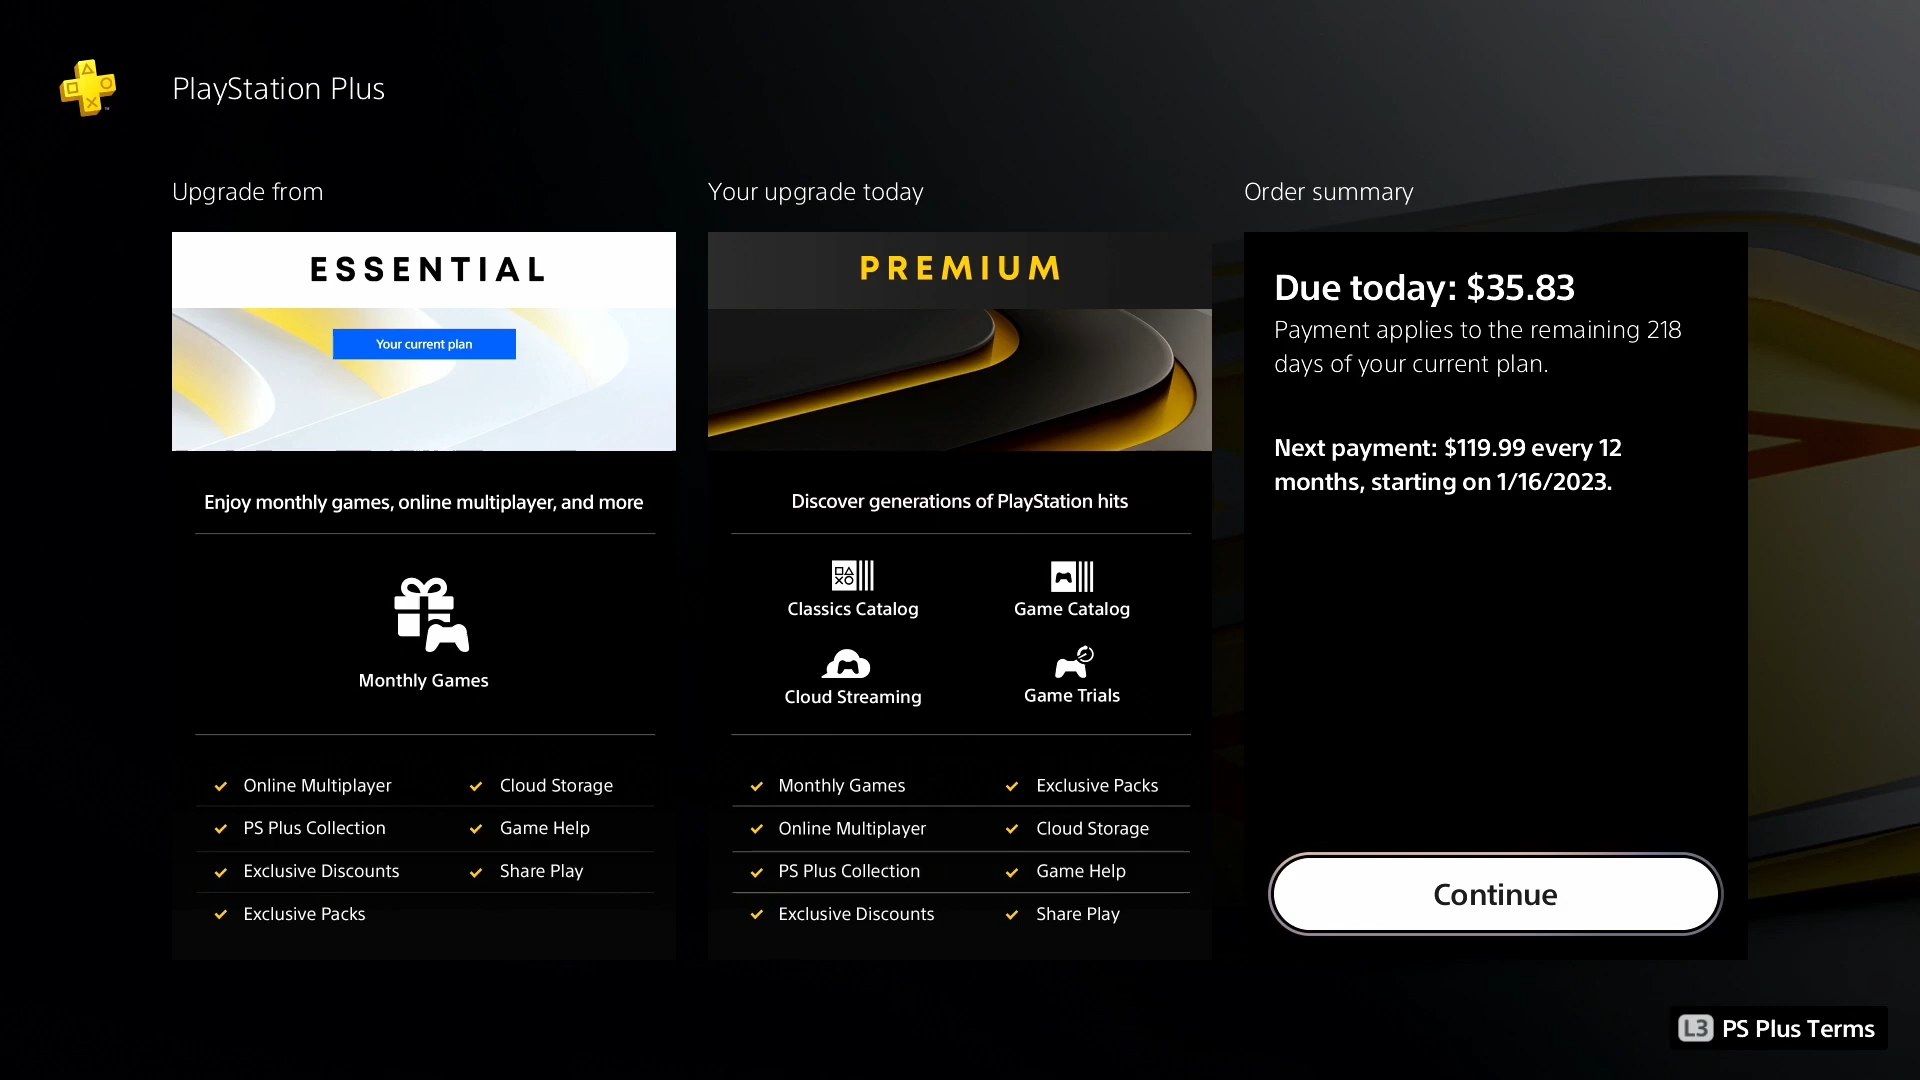 PlayStation Plus
Upgrade from
ESSENTIAL
Your current plan
Enjoy monthly games, online multiplayer, and more
Monthly Games
Online Multiplayer
Cloud Storage
PS Plus Collection
Game Help
Exclusive Discounts
Share Play
Exclusive Packs
Your upgrade today
PREMIUM
Discover generations of PlayStation hits
Classics Catalog
Game Catalog
Cloud Streaming
Game Trials
Monthly Games
Exclusive Packs
Online Multiplayer
Cloud Storage
PS Plus Collection
Game Help
Exclusive Discounts
Share Play
Order summary
Due today: $35.83
Payment applies to the remaining 218
days of your current plan.
Next payment: $119.99 every 12
months, starting on 1/16/2023.
Continue
L3 PS Plus Terms